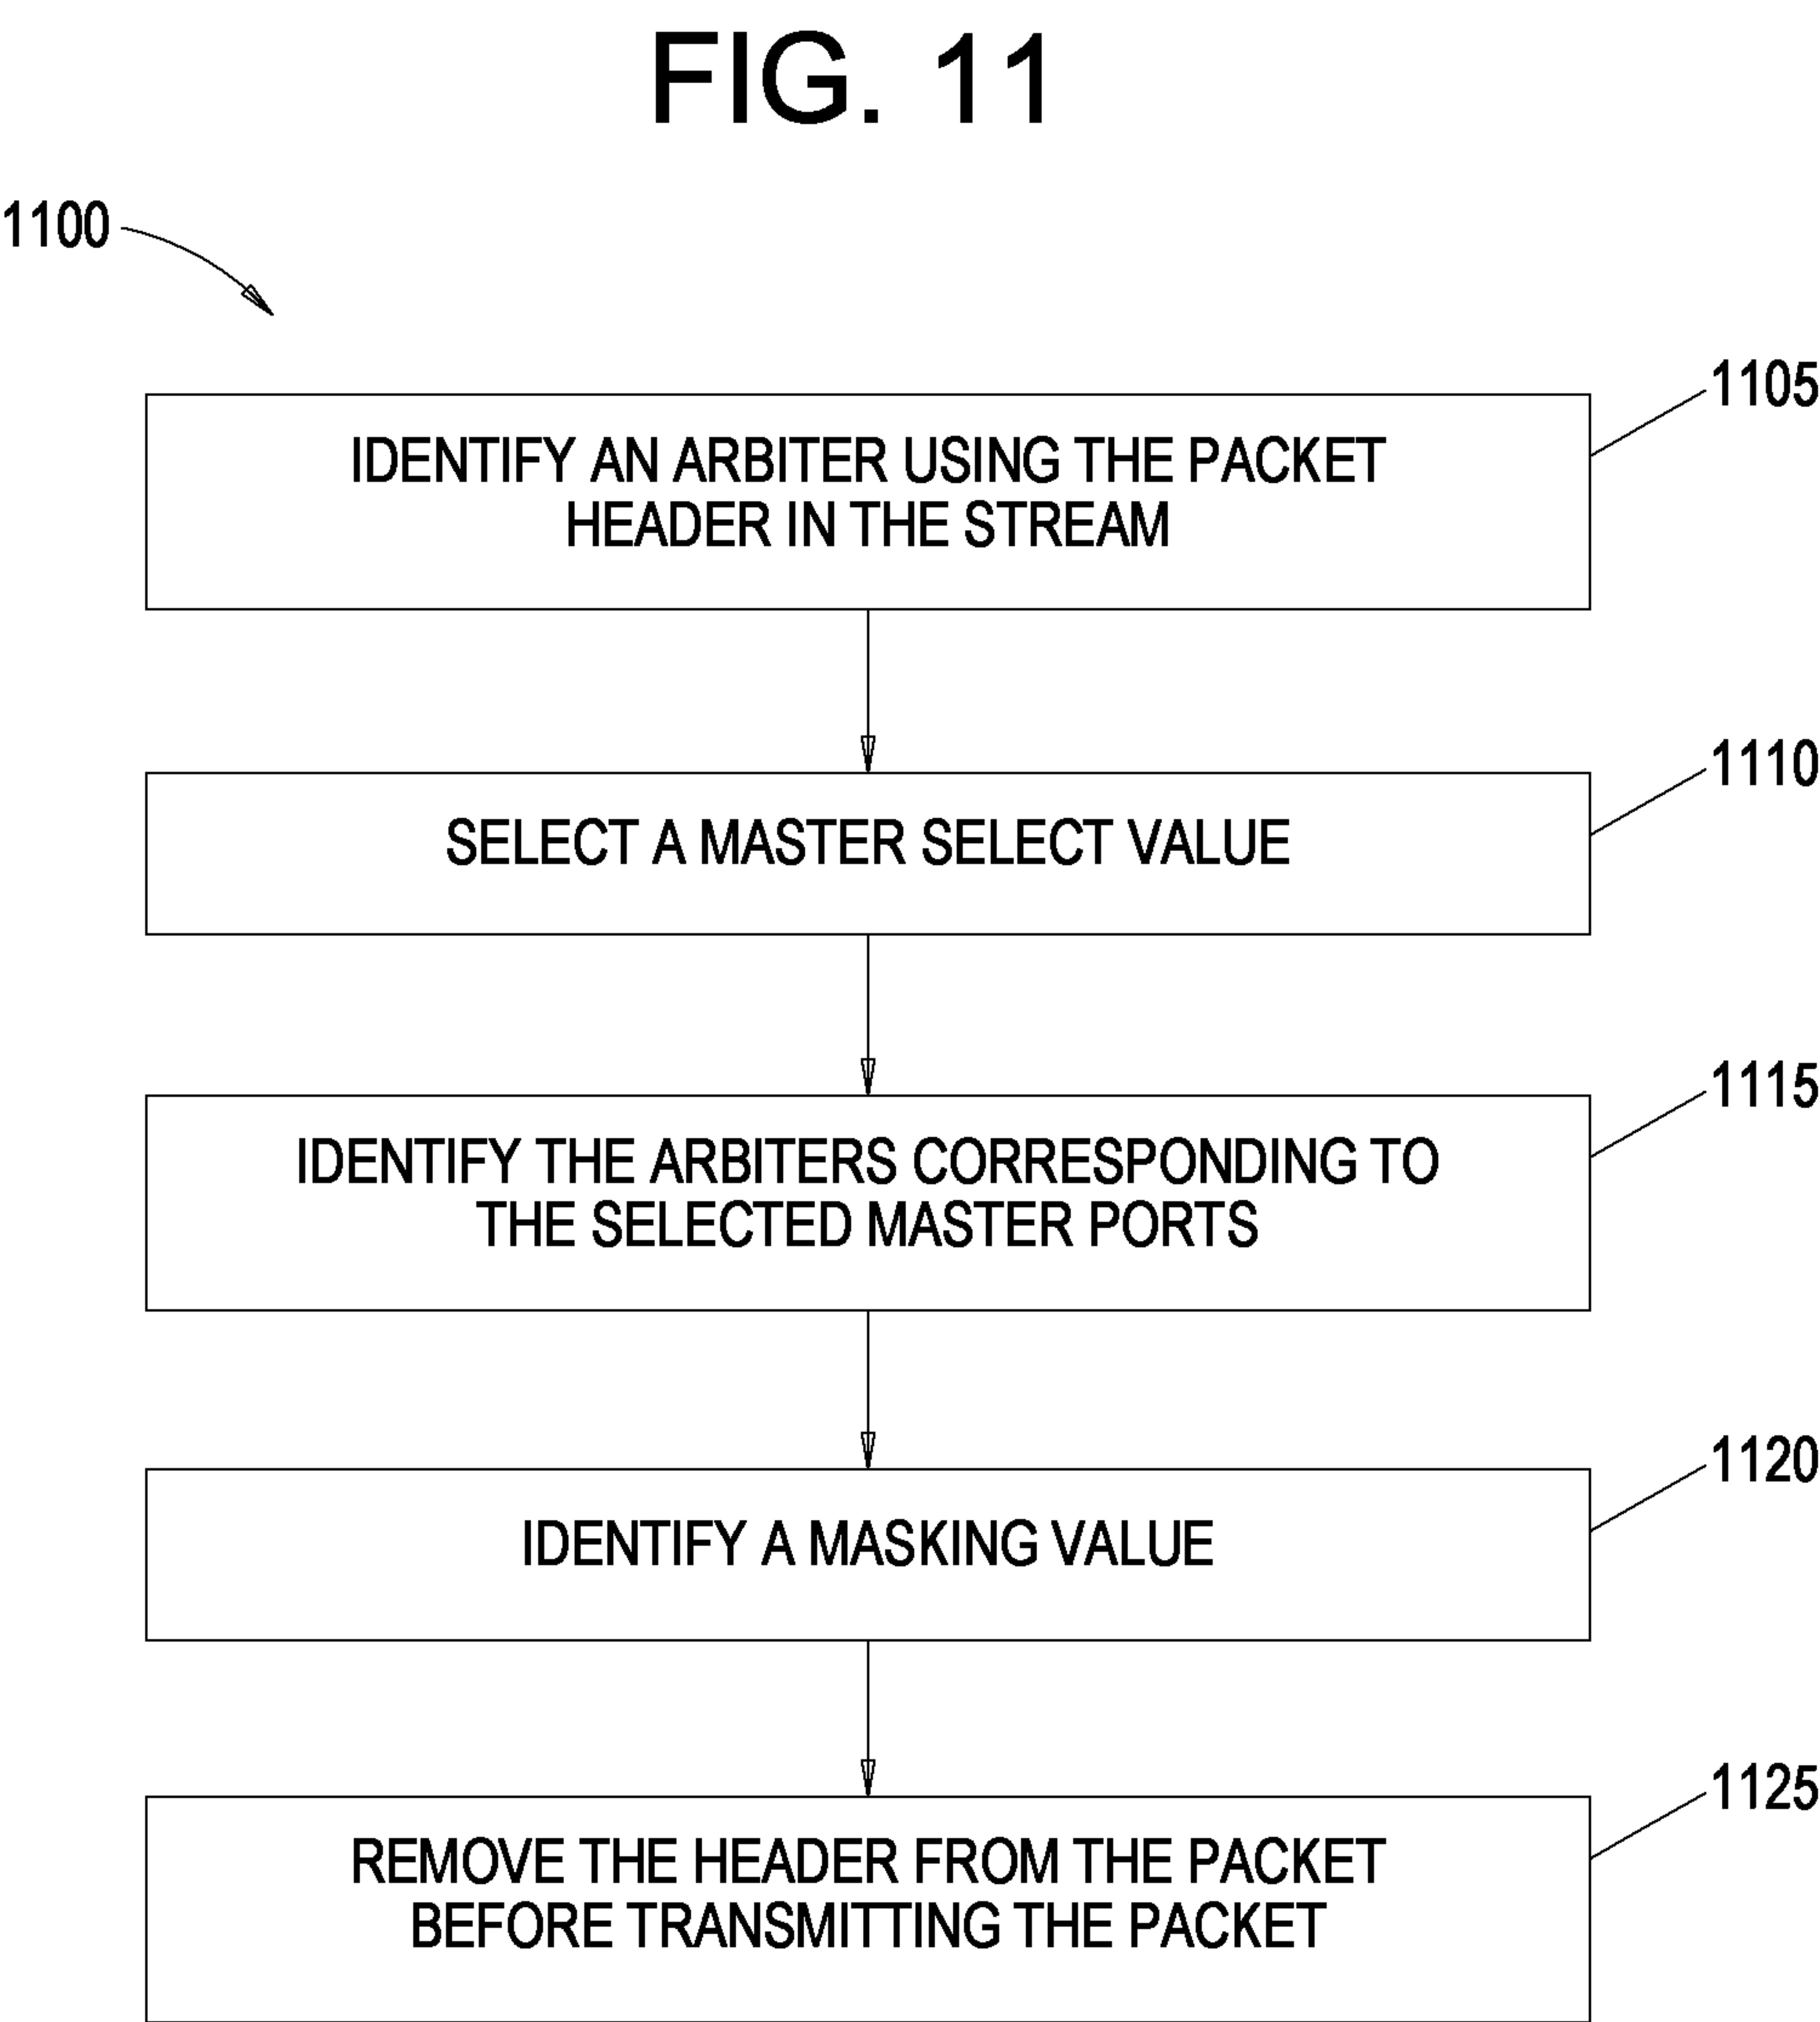 FIG. 11
1100
1105
IDENTIFY AN ARBITER USING THE PACKET
HEADER IN THE STREAM
1110
SELECT A MASTER SELECT VALUE
1115
IDENTIFY THE ARBITERS CORRESPONDING TO
THE SELECTED MASTER PORTS
1120
IDENTIFY A MASKING VALUE
1125
REMOVE THE HEADER FROM THE PACKET
BEFORE TRANSMITTING THE PACKET